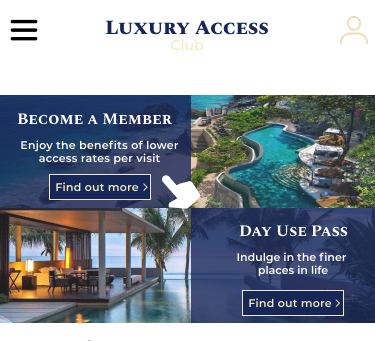 LUXURY ACCESS
Club
BECOME A MEMBER
Enjoy the benefits of lower
access rates per visit
Find out more >
DAY USE PASS
Indulge in the finer
places in life
Find out more >